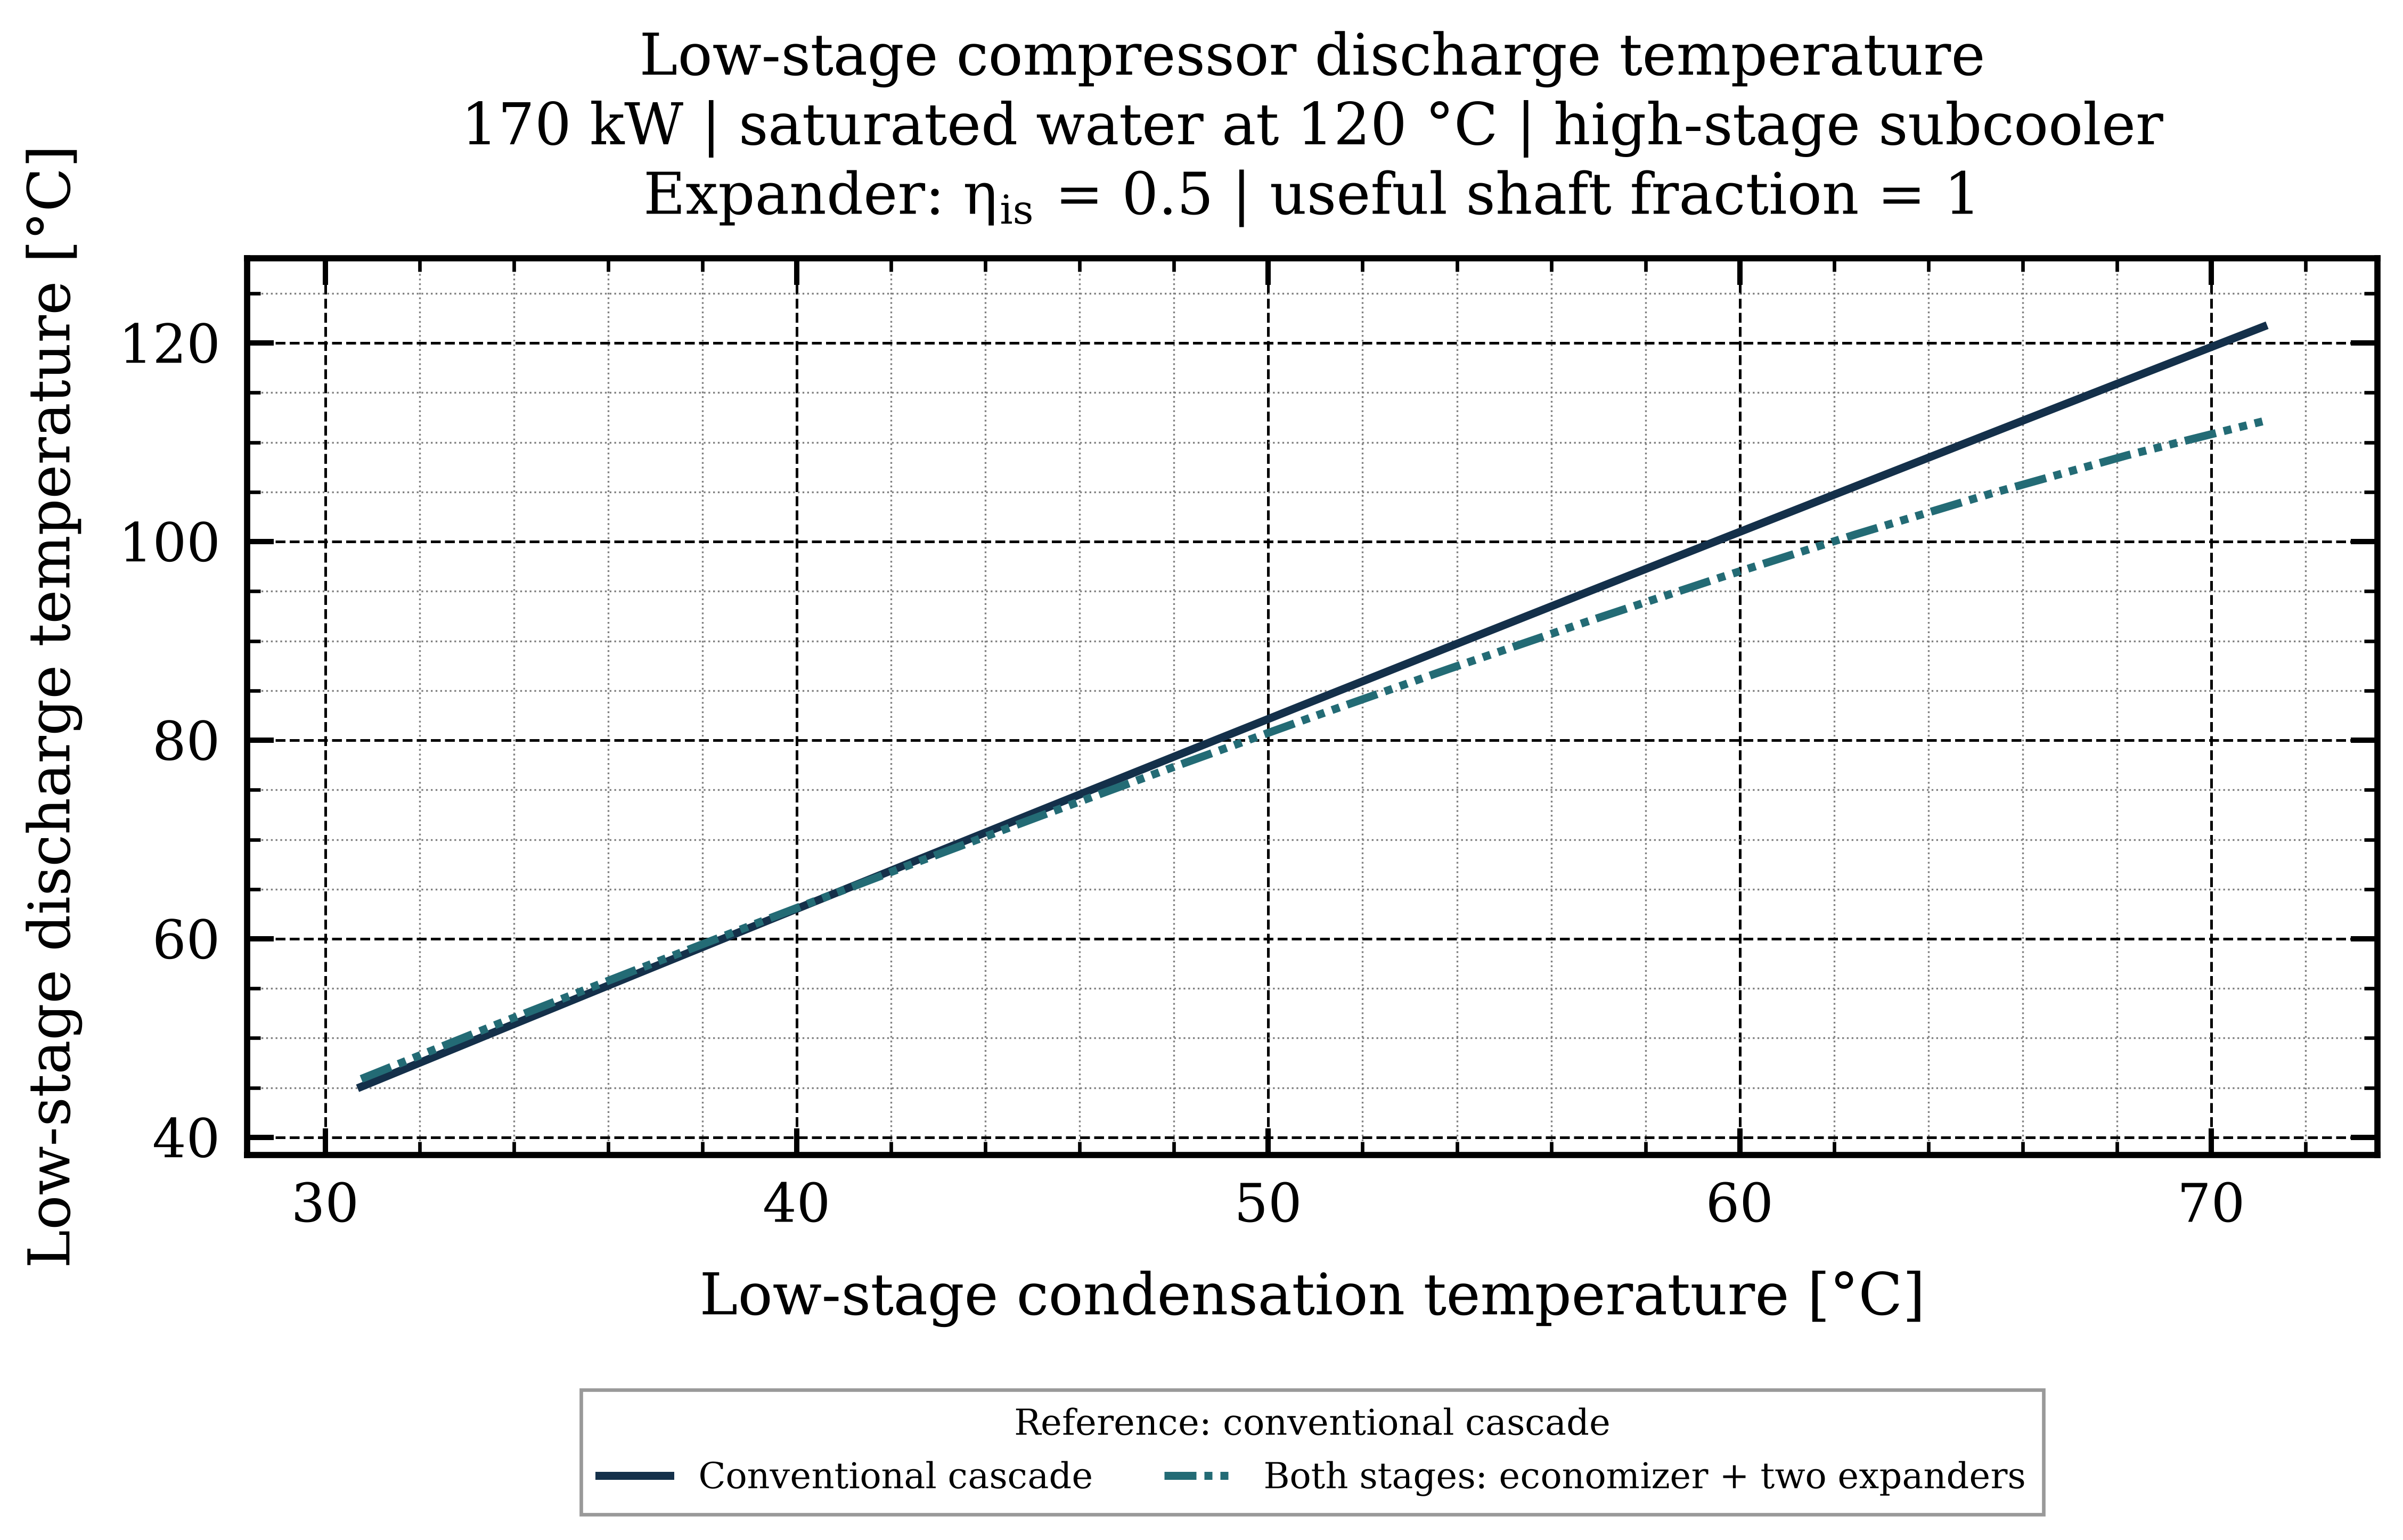 Low-stage compressor discharge temperature
170 kW | saturated water at 120 °C | high-stage subcooler
Expander: ηis = 0.5 | useful shaft fraction = 1
Low-stage discharge temperature [°C]
120
100
80
60
40
30 40 50 60 70
Low-stage condensation temperature [°C]
Reference: conventional cascade
Conventional cascade Both stages: economizer + two expanders